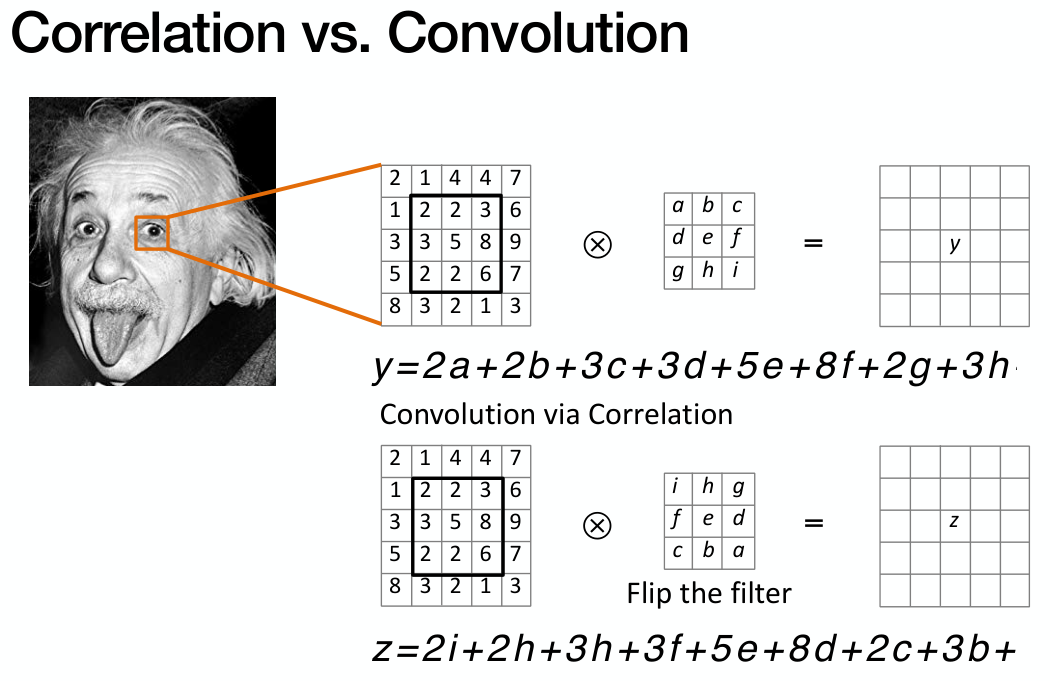 Correlation vs. Convolution
2 1 4 4 7
1 2 2 3 6
3 5 8 9
3
5 2 2 6 7
8 3 2 1 3
⊗
a b c
d e f
g h i
=
y
y=2a+2b+3c+3d+5e+8f+2g+3h
Convolution via Correlation
2 1 4 4 7
1 2 2 3 6
3 3 5 8 9
5 2 2 6 7
8 3 2 1 3
⊗
i h g
f e d
c b a
=
z
Flip the filter
z=2i+2h+3h+3f+5e+8d+2c+3b+